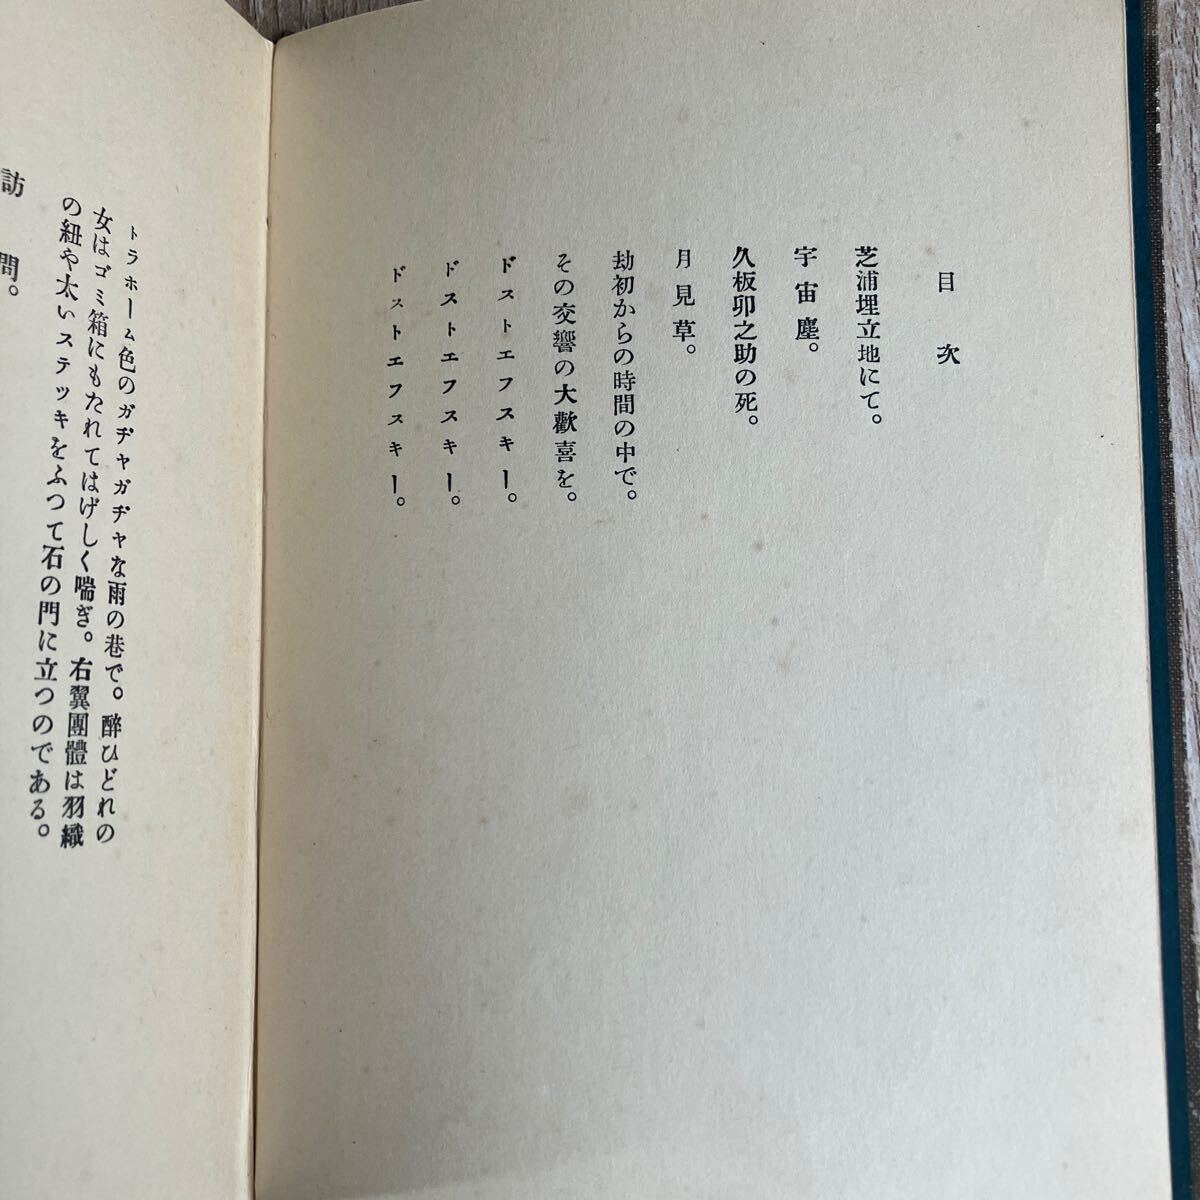 目次
芝浦埋立地にて。
宇宙塵。
久板卯之助の死。
月見草。
劫初からの時間の中で。
その交響の大歡喜を。
ドストエフスキー。
ドストエフスキー。
ドストエフスキー。
トラホーム色のガヂャガヂャな雨の巷で。醉ひどれの
女はゴミ箱にもたれてはげしく喘ぎ。右翼團體は羽織
の紐や太いステッキをふつて石の門に立つのである。
訪問。